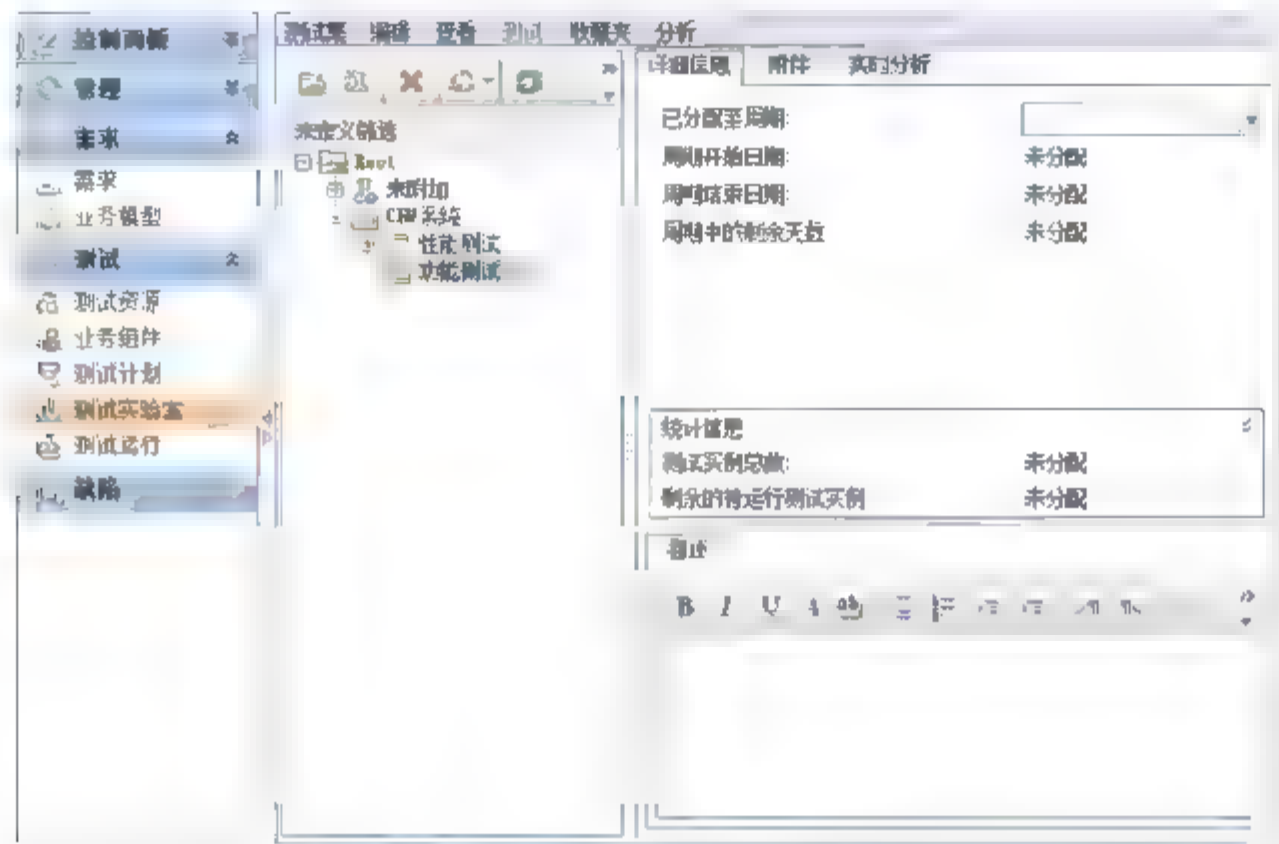 控制面板
管理
需求
需求
业务模型
测试
测试资源
业务组件
测试计划
测试实验室
测试运行
缺陷
测试集 编辑 查看 测试 收藏夹 分析
未定义筛选
Root
未附加
CRM系统
性能测试
功能测试
详细信息 附件 实时分析
已分配至周期:
周期开始日期: 未分配
周期结束日期: 未分配
周期中的剩余天数 未分配
统计信息
测试实例总数: 未分配
剩余的待运行测试实例 未分配
描述
B I U A ab